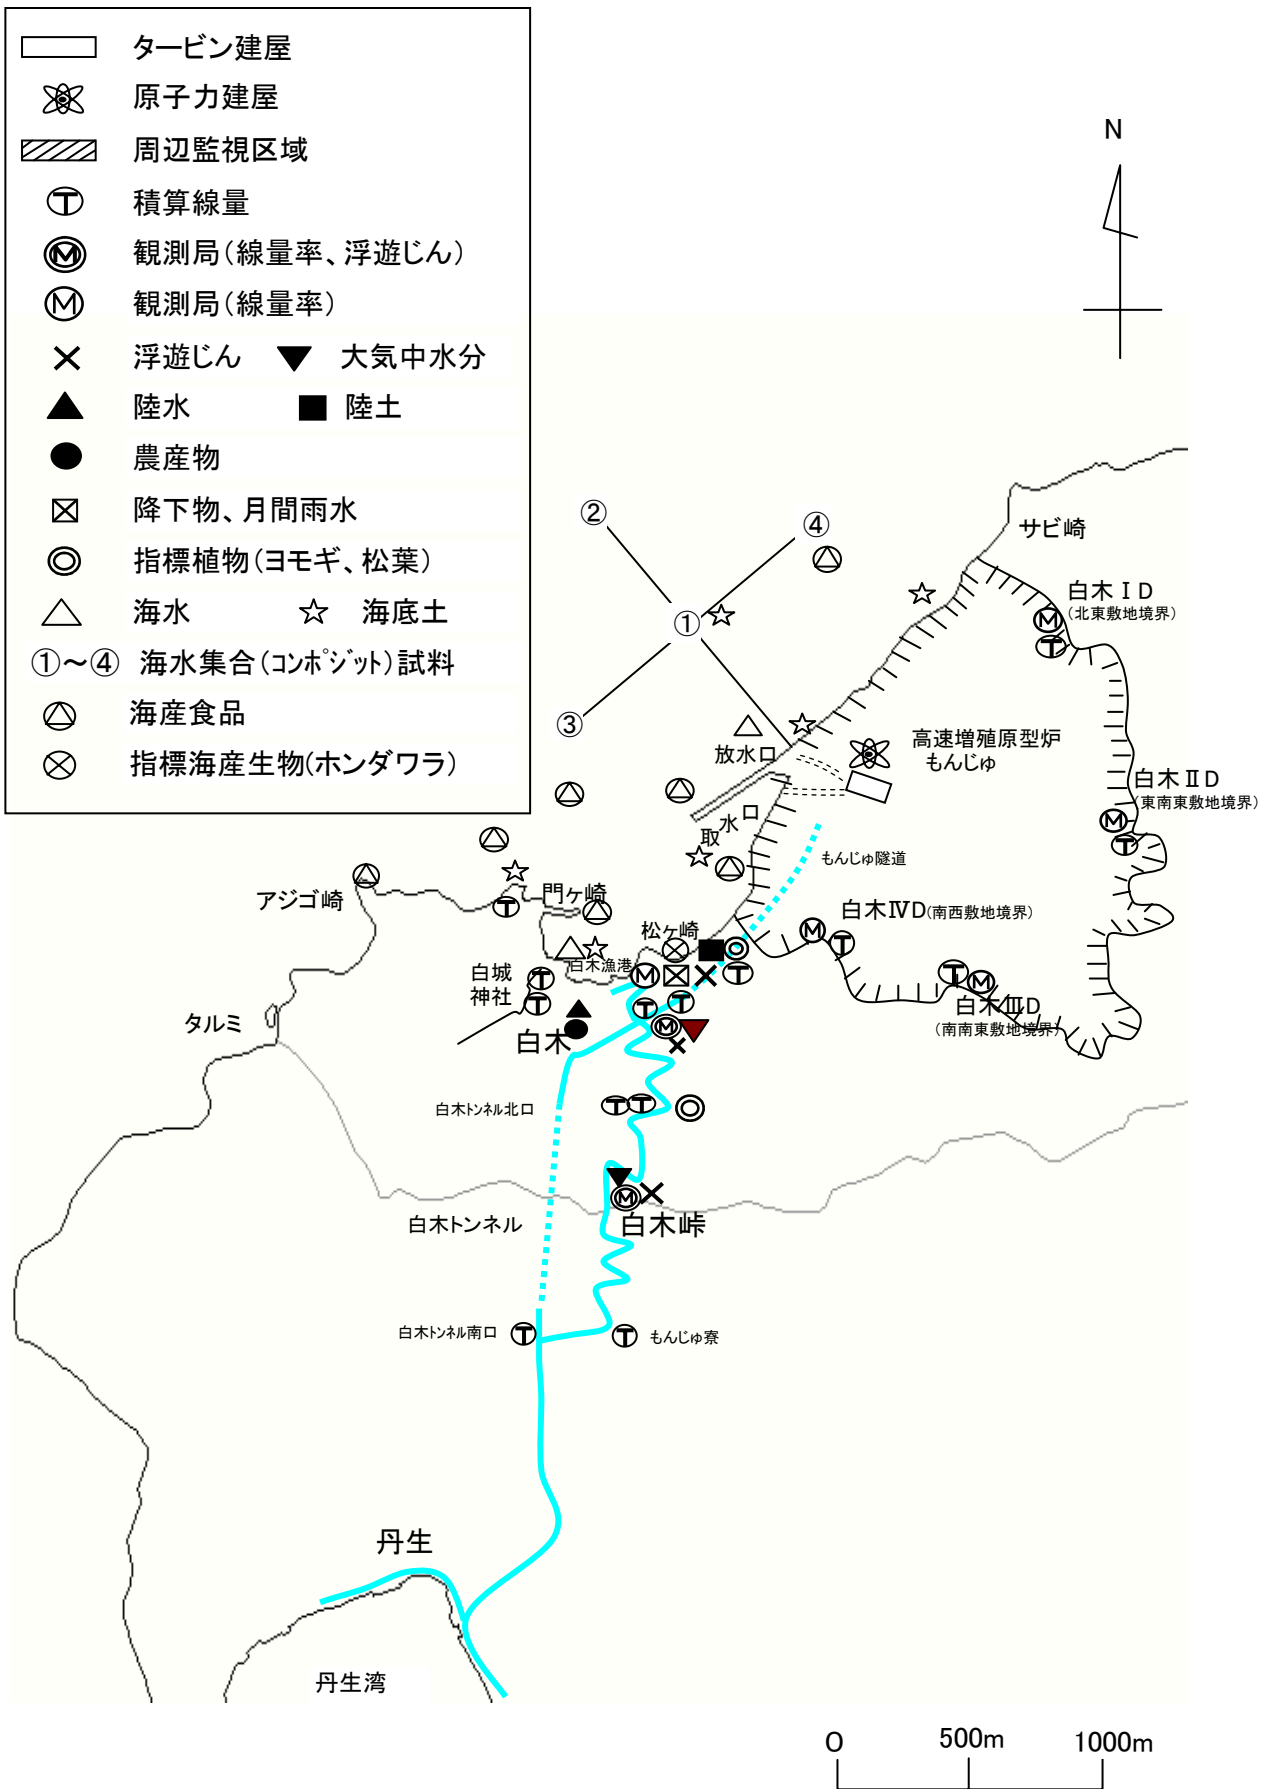 タービン建屋
原子力建屋
周辺監視区域
T 積算線量
M 観測局(線量率、浮遊じん)
M 観測局(線量率)
浮遊じん 大気中水分
陸水 陸土
農産物
降下物、月間雨水
指標植物(ヨモギ、松葉)
海水 海底土
①~④ 海水集合(コンポジット)試料
海産食品
指標海産生物(ホンダワラ)
N
②
④
サビ崎
白木ⅠD
(北東敷地境界)
M
T
①
③
放水口
高速増殖原型炉
もんじゅ
白木ⅡD
(東南東敷地境界)
M
T
取水口
もんじゅ隧道
アジゴ崎
門ヶ崎
T
白木ⅣD(南西敷地境界)
M
T
松ヶ崎
白木漁港
M
T
白城
神社
T
T
T
T
T
M
白木ⅢD
(南南東敷地境界)
タルミ
白木
M
白木トンネル北口
T
T
M
白木トンネル
白木峠
白木トンネル南口
T
T
もんじゅ寮
丹生
丹生湾
0 500m 1000m